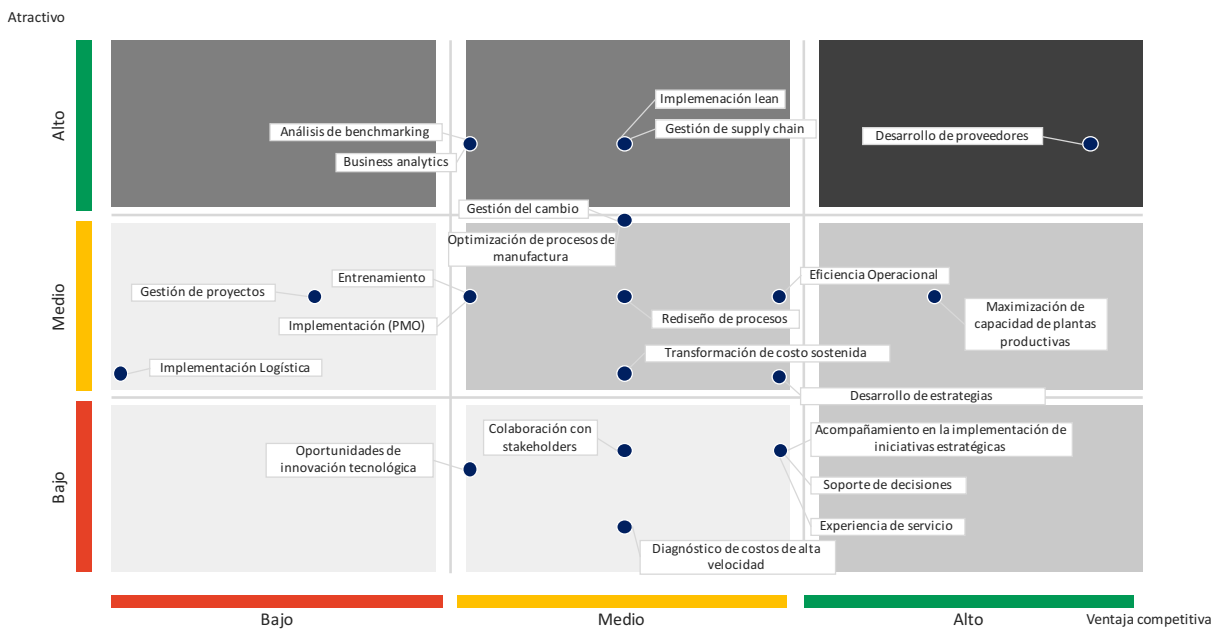 Atractivo
Alto
Implemenación lean
Análisis de benchmarking
Gestión de supply chain
Desarrollo de proveedores
Business analytics
Gestión del cambio
Optimización de procesos de
manufactura
Medio
Entrenamiento
Eficiencia Operacional
Gestión de proyectos
Maximización de
capacidad de plantas
productivas
Implementación (PMO)
Rediseño de procesos
Transformación de costo sostenida
Implementación Logística
Desarrollo de estrategias
Bajo
Colaboración con
stakeholders
Acompañamiento en la implementación de
iniciativas estratégicas
Oportunidades de
innovación tecnológica
Soporte de decisiones
Experiencia de servicio
Diagnóstico de costos de alta
velocidad
Bajo
Medio
Alto
Ventaja competitiva